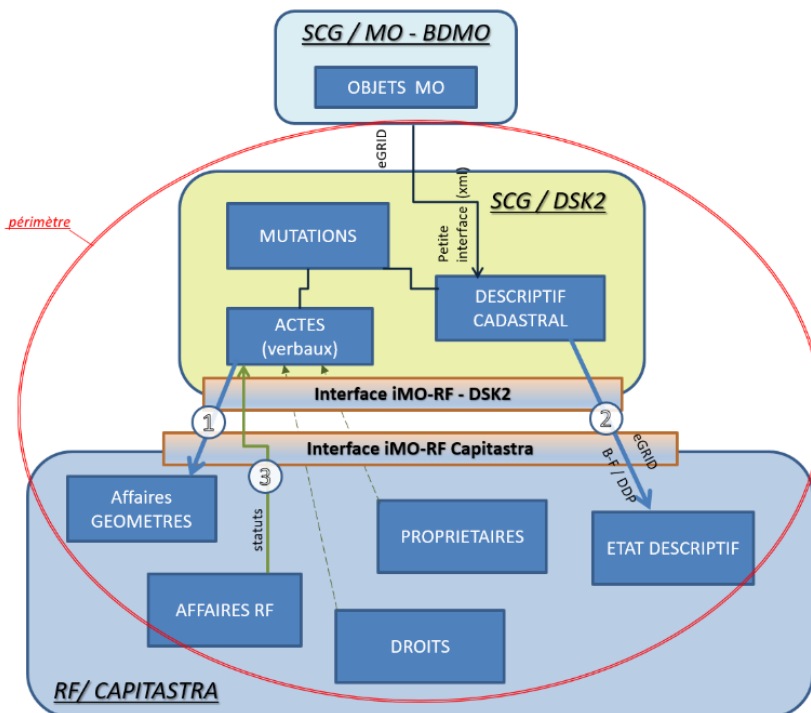 SCG / MO - BDMO
OBJETS MO
eGRID
périmètre
SCG / DSK2
Petite
interface (xml)
MUTATIONS
DESCRIPTIF
CADASTRAL
ACTES
(verbaux)
Interface iMO-RF - DSK2
1
2
Interface iMO-RF Capitastra
eGRID
B-F / DDP
3
Affaires
GEOMETRES
statuts
PROPRIETAIRES
ETAT DESCRIPTIF
AFFAIRES RF
DROITS
RF/ CAPITASTRA